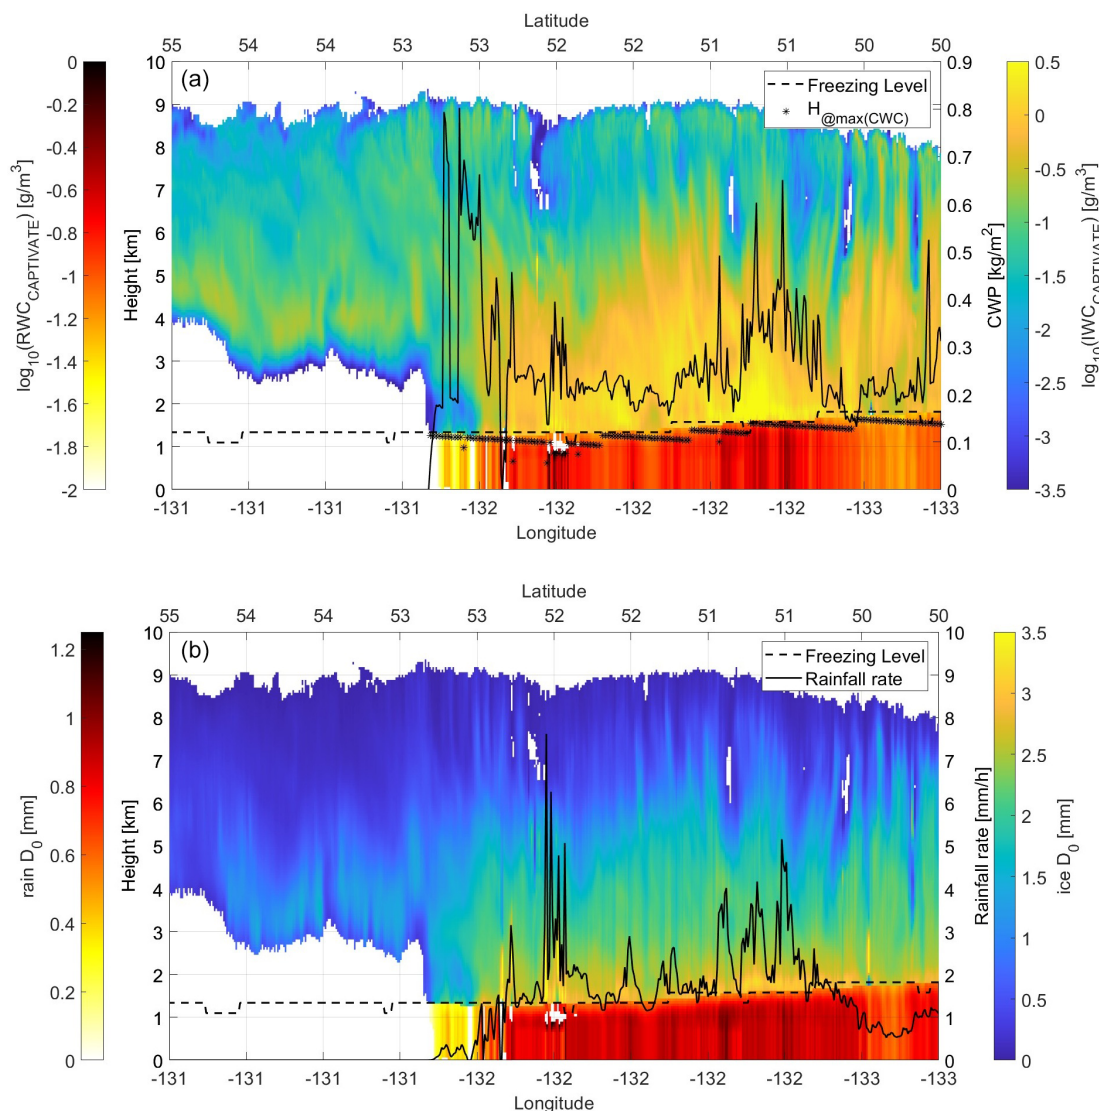 Latitude
55 54 54 53 53 52 52 51 51 50 50
(a)
Freezing Level
* H@max(CWC)
0 -0.2 -0.4 -0.6 -0.8 -1 -1.2 -1.4 -1.6 -1.8 -2
log10(RWCCAPTIVATE) [g/m3]
10 9 8 7 6 5 4 3 2 1 0
Height [km]
0.9 0.8 0.7 0.6 0.5 0.4 0.3 0.2 0.1 0
CWP [kg/m2]
0.5 0 -0.5 -1 -1.5 -2 -2.5 -3 -3.5
log10(IWCCAPTIVATE) [g/m3]
-131 -131 -131 -131 -132 -132 -132 -132 -132 -133 -133
Longitude
Latitude
55 54 54 53 53 52 52 51 51 50 50
(b)
Freezing Level
Rainfall rate
1.2 1 0.8 0.6 0.4 0.2 0
rain D0 [mm]
10 9 8 7 6 5 4 3 2 1 0
Height [km]
10 9 8 7 6 5 4 3 2 1 0
Rainfall rate [mm/h]
3.5 3 2.5 2 1.5 1 0.5 0
ice D0 [mm]
-131 -131 -131 -131 -132 -132 -132 -132 -132 -133 -133
Longitude